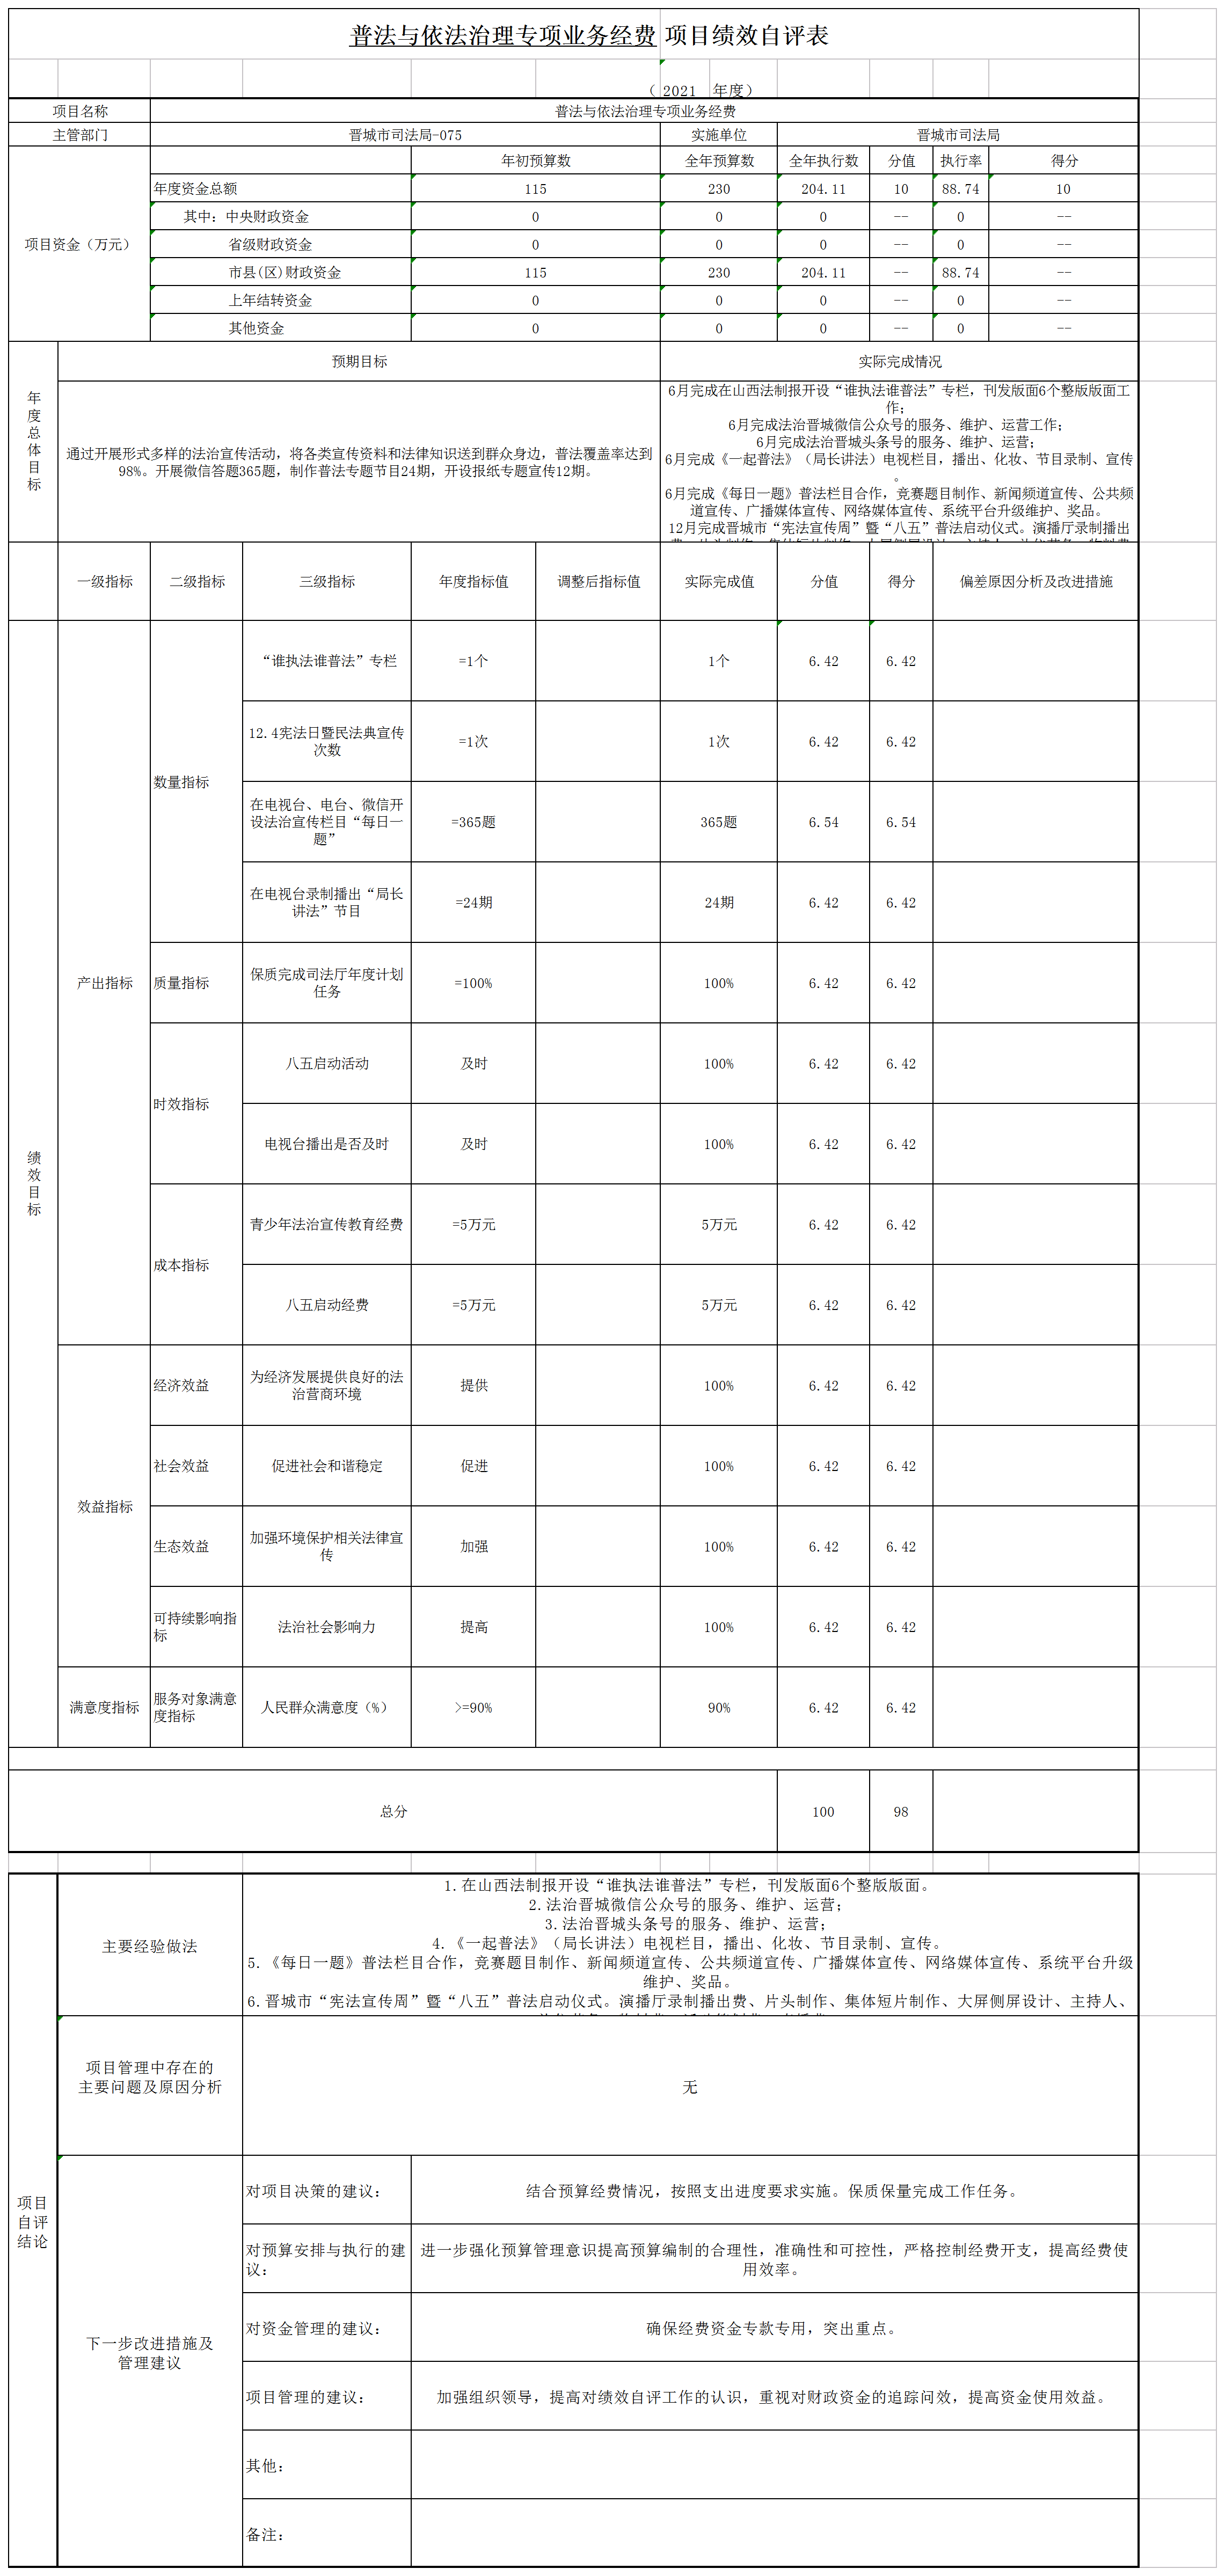 普法与依法治理专项业务经费 项目绩效自评表
（ 2021 年度）
项目名称 普法与依法治理专项业务经费
主管部门 晋城市司法局-075 实施单位 晋城市司法局
项目资金（万元） 年初预算数 全年预算数 全年执行数 分值 执行率 得分
年度资金总额 115 230 204.11 10 88.74 10
其中：中央财政资金 0 0 0 -- 0 --
省级财政资金 0 0 0 -- 0 --
市县(区)财政资金 115 230 204.11 -- 88.74 --
上年结转资金 0 0 0 -- 0 --
其他资金 0 0 0 -- 0 --
年度总体目标 预期目标 实际完成情况
通过开展形式多样的法治宣传活动，将各类宣传资料和法律知识送到群众身边，普法覆盖率达到
98%。开展微信答题365题，制作普法专题节目24期，开设报纸专题宣传12期。
6月完成在山西法制报开设“谁执法谁普法”专栏，刊发版面6个整版版面工
作；
6月完成法治晋城微信公众号的服务、维护、运营工作；
6月完成法治晋城头条号的服务、维护、运营；
6月完成《一起普法》（局长讲法）电视栏目，播出、化妆、节目录制、宣传
。
6月完成《每日一题》普法栏目合作，竞赛题目制作、新闻频道宣传、公共频
道宣传、广播媒体宣传、网络媒体宣传、系统平台升级维护、奖品。
12月完成晋城市“宪法宣传周”暨“八五”普法启动仪式。演播厅录制播出
一级指标 二级指标 三级指标 年度指标值 调整后指标值 实际完成值 分值 得分 偏差原因分析及改进措施
绩效目标
产出指标
数量指标
“谁执法谁普法”专栏 =1个 1个 6.42 6.42
12.4宪法日暨民法典宣传
次数 =1次 1次 6.42 6.42
在电视台、电台、微信开
设法治宣传栏目“每日一
题” =365题 365题 6.54 6.54
在电视台录制播出“局长
讲法”节目 =24期 24期 6.42 6.42
质量指标 保质完成司法厅年度计划
任务 =100% 100% 6.42 6.42
时效指标
八五启动活动 及时 100% 6.42 6.42
电视台播出是否及时 及时 100% 6.42 6.42
成本指标
青少年法治宣传教育经费 =5万元 5万元 6.42 6.42
八五启动经费 =5万元 5万元 6.42 6.42
效益指标
经济效益 为经济发展提供良好的法
治营商环境 提供 100% 6.42 6.42
社会效益 促进社会和谐稳定 促进 100% 6.42 6.42
生态效益 加强环境保护相关法律宣
传 加强 100% 6.42 6.42
可持续影响指
标 法治社会影响力 提高 100% 6.42 6.42
满意度指标 服务对象满意
度指标 人民群众满意度（%） >=90% 90% 6.42 6.42
总分 100 98
项目自评结论
主要经验做法
1.在山西法制报开设“谁执法谁普法”专栏，刊发版面6个整版版面。
2.法治晋城微信公众号的服务、维护、运营；
3.法治晋城头条号的服务、维护、运营；
4.《一起普法》（局长讲法）电视栏目，播出、化妆、节目录制、宣传。
5.《每日一题》普法栏目合作，竞赛题目制作、新闻频道宣传、公共频道宣传、广播媒体宣传、网络媒体宣传、系统平台升级
维护、奖品。
6.晋城市“宪法宣传周”暨“八五”普法启动仪式。演播厅录制播出费、片头制作、集体短片制作、大屏侧屏设计、主持人、
项目管理中存在的
主要问题及原因分析 无
下一步改进措施及
管理建议
对项目决策的建议： 结合预算经费情况，按照支出进度要求实施。保质保量完成工作任务。
对预算安排与执行的建
议： 进一步强化预算管理意识提高预算编制的合理性，准确性和可控性，严格控制经费开支，提高经费使
用效率。
对资金管理的建议： 确保经费资金专款专用，突出重点。
项目管理的建议： 加强组织领导，提高对绩效自评工作的认识，重视对财政资金的追踪问效，提高资金使用效益。
其他：
备注：